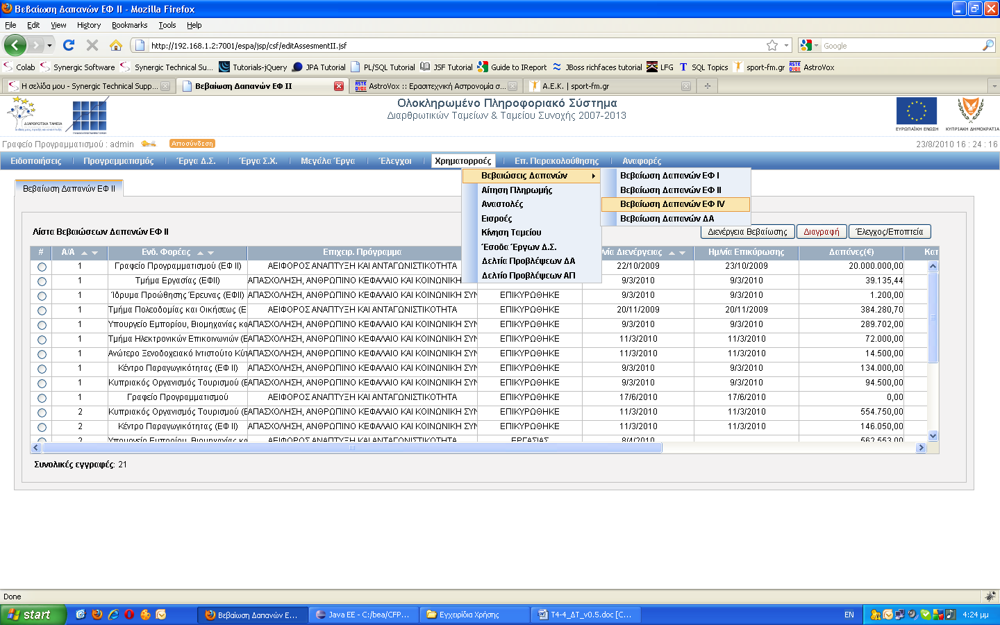 Βεβαίωση Δαπανών ΕΦ ΙΙ - Mozilla Firefox
File Edit View History Bookmarks Tools Help
http://192.168.1.2:7001/espa/jsp/csf/editAssesmentII.jsf
Google
Colab Synergic Software Synergic Technical Su... Tutorials-jQuery JPA Tutorial PL/SQL Tutorial JSF Tutorial Guide to IReport JBoss richfaces tutorial LFG SQL Topics sport-fm.gr AstroVox
Η σελίδα μου - Synergic Technical Supp... Βεβαίωση Δαπανών ΕΦ ΙΙ AstroVox :: Ερασιτεχνική Αστρονομία σ... Α.Ε.Κ. | sport-fm.gr
Ολοκληρωμένο Πληροφοριακό Σύστημα
Διαρθρωτικών Ταμείων & Ταμείου Συνοχής 2007-2013
ΔΙΑΡΘΡΩΤΙΚΑ ΤΑΜΕΙΑ
ΕΥΡΩΠΑΪΚΗ ΕΝΩΣΗ ΚΥΠΡΙΑΚΗ ΔΗΜΟΚΡΑΤΙΑ
Γραφείο Προγραμματισμού : admin Αποσύνδεση 23/8/2010 16 : 24 : 16
Ειδοποιήσεις Προγραμματισμός Έργα Δ.Σ. Έργα Σ.Χ. Μεγάλα Έργα Έλεγχοι Χρηματορροές Επ. Παρακολούθησης Αναφορές
Βεβαιώσεις Δαπανών
Αίτηση Πληρωμής
Αναστολές
Εισροές
Κίνηση Ταμείου
Έσοδα Έργων Δ.Σ.
Δελτία Προβλέψεων ΔΑ
Δελτίο Προβλέψεων ΑΠ
Βεβαίωση Δαπανών ΕΦ Ι
Βεβαίωση Δαπανών ΕΦ ΙΙ
Βεβαίωση Δαπανών ΕΦ IV
Βεβαίωση Δαπανών ΔΑ
Βεβαίωση Δαπανών ΕΦ ΙΙ
Λίστα Βεβαιώσεων Δαπανών ΕΦ ΙΙ
Διενέργεια Βεβαίωσης Διαγραφή Έλεγχος/Εποπτεία
# Α/Α Ενδ. Φορέας Επιχειρ. Πρόγραμμα /νία Διενέργειας Ημ/νία Επικύρωσης Δαπάνες(€) Κατ
1 Γραφείο Προγραμματισμού (ΕΦ ΙΙ) ΑΕΙΦΟΡΟΣ ΑΝΑΠΤΥΞΗ ΚΑΙ ΑΝΤΑΓΩΝΙΣΤΙΚΟΤΗΤΑ 22/10/2009 23/10/2009 20.000.000,00
1 Τμήμα Εργασίας (ΕΦΙΙ) ΑΠΑΣΧΟΛΗΣΗ, ΑΝΘΡΩΠΙΝΟ ΚΕΦΑΛΑΙΟ ΚΑΙ ΚΟΙΝΩΝΙΚΗ 9/3/2010 9/3/2010 39.135,44
1 Ίδρυμα Προώθησης Έρευνας (ΕΦΙΙ) ΑΠΑΣΧΟΛΗΣΗ, ΑΝΘΡΩΠΙΝΟ ΚΕΦΑΛΑΙΟ ΚΑΙ ΚΟΙΝΩΝΙΚΗ ΣΥΝ ΕΠΙΚΥΡΩΘΗΚΕ 9/3/2010 9/3/2010 1.200,00
1 Τμήμα Πολεοδομίας και Οικήσεως (Ε ΑΕΙΦΟΡΟΣ ΑΝΑΠΤΥΞΗ ΚΑΙ ΑΝΤΑΓΩΝΙΣΤΙΚΟΤΗΤΑ ΕΠΙΚΥΡΩΘΗΚΕ 20/11/2009 20/11/2009 384.280,70
1 Υπουργείο Εμπορίου, Βιομηχανίας κα ΑΠΑΣΧΟΛΗΣΗ, ΑΝΘΡΩΠΙΝΟ ΚΕΦΑΛΑΙΟ ΚΑΙ ΚΟΙΝΩΝΙΚΗ ΣΥΝ ΕΠΙΚΥΡΩΘΗΚΕ 9/3/2010 9/3/2010 289.702,00
1 Τμήμα Ηλεκτρονικών Επικοινωνιών (Ε ΑΠΑΣΧΟΛΗΣΗ, ΑΝΘΡΩΠΙΝΟ ΚΕΦΑΛΑΙΟ ΚΑΙ ΚΟΙΝΩΝΙΚΗ ΣΥΝ ΕΠΙΚΥΡΩΘΗΚΕ 11/3/2010 11/3/2010 72.000,00
1 Ανώτερο Ξενοδοχειακό Ινστιτούτο Κύπ ΑΠΑΣΧΟΛΗΣΗ, ΑΝΘΡΩΠΙΝΟ ΚΕΦΑΛΑΙΟ ΚΑΙ ΚΟΙΝΩΝΙΚΗ ΣΥΝ ΕΠΙΚΥΡΩΘΗΚΕ 11/3/2010 11/3/2010 14.500,00
1 Κέντρο Παραγωγικότητας (ΕΦ ΙΙ) ΑΠΑΣΧΟΛΗΣΗ, ΑΝΘΡΩΠΙΝΟ ΚΕΦΑΛΑΙΟ ΚΑΙ ΚΟΙΝΩΝΙΚΗ ΣΥΝ ΕΠΙΚΥΡΩΘΗΚΕ 9/3/2010 9/3/2010 134.000,00
1 Κυπριακός Οργανισμός Τουρισμού (Ε ΑΠΑΣΧΟΛΗΣΗ, ΑΝΘΡΩΠΙΝΟ ΚΕΦΑΛΑΙΟ ΚΑΙ ΚΟΙΝΩΝΙΚΗ ΣΥΝ ΕΠΙΚΥΡΩΘΗΚΕ 9/3/2010 9/3/2010 94.500,00
1 Γραφείο Προγραμματισμού ΑΕΙΦΟΡΟΣ ΑΝΑΠΤΥΞΗ ΚΑΙ ΑΝΤΑΓΩΝΙΣΤΙΚΟΤΗΤΑ ΕΠΙΚΥΡΩΘΗΚΕ 17/6/2010 17/6/2010 0,00
2 Κυπριακός Οργανισμός Τουρισμού (Ε ΑΠΑΣΧΟΛΗΣΗ, ΑΝΘΡΩΠΙΝΟ ΚΕΦΑΛΑΙΟ ΚΑΙ ΚΟΙΝΩΝΙΚΗ ΣΥΝ ΕΠΙΚΥΡΩΘΗΚΕ 11/3/2010 11/3/2010 554.750,00
2 Κέντρο Παραγωγικότητας (ΕΦ ΙΙ) ΑΠΑΣΧΟΛΗΣΗ, ΑΝΘΡΩΠΙΝΟ ΚΕΦΑΛΑΙΟ ΚΑΙ ΚΟΙΝΩΝΙΚΗ ΣΥΝ ΕΠΙΚΥΡΩΘΗΚΕ 11/3/2010 11/3/2010 146.050,00
2 Υπουργείο Εμπορίου, Βιομηχανίας κα ΑΕΙΦΟΡΟΣ ΑΝΑΠΤΥΞΗ ΚΑΙ ΑΝΤΑΓΩΝΙΣΤΙΚΟΤΗΤΑ ΕΡΓΑΣΙΑΣ 8/4/2010 562.553,00
Συνολικές εγγραφές: 21
Done
start Βεβαίωση Δαπανών Ε... Java EE - C:/bea/CFP... Εγχειρίδια Χρήσης T4-4_ΔΤ_v0.5.doc [C... EN 4:24 μμ